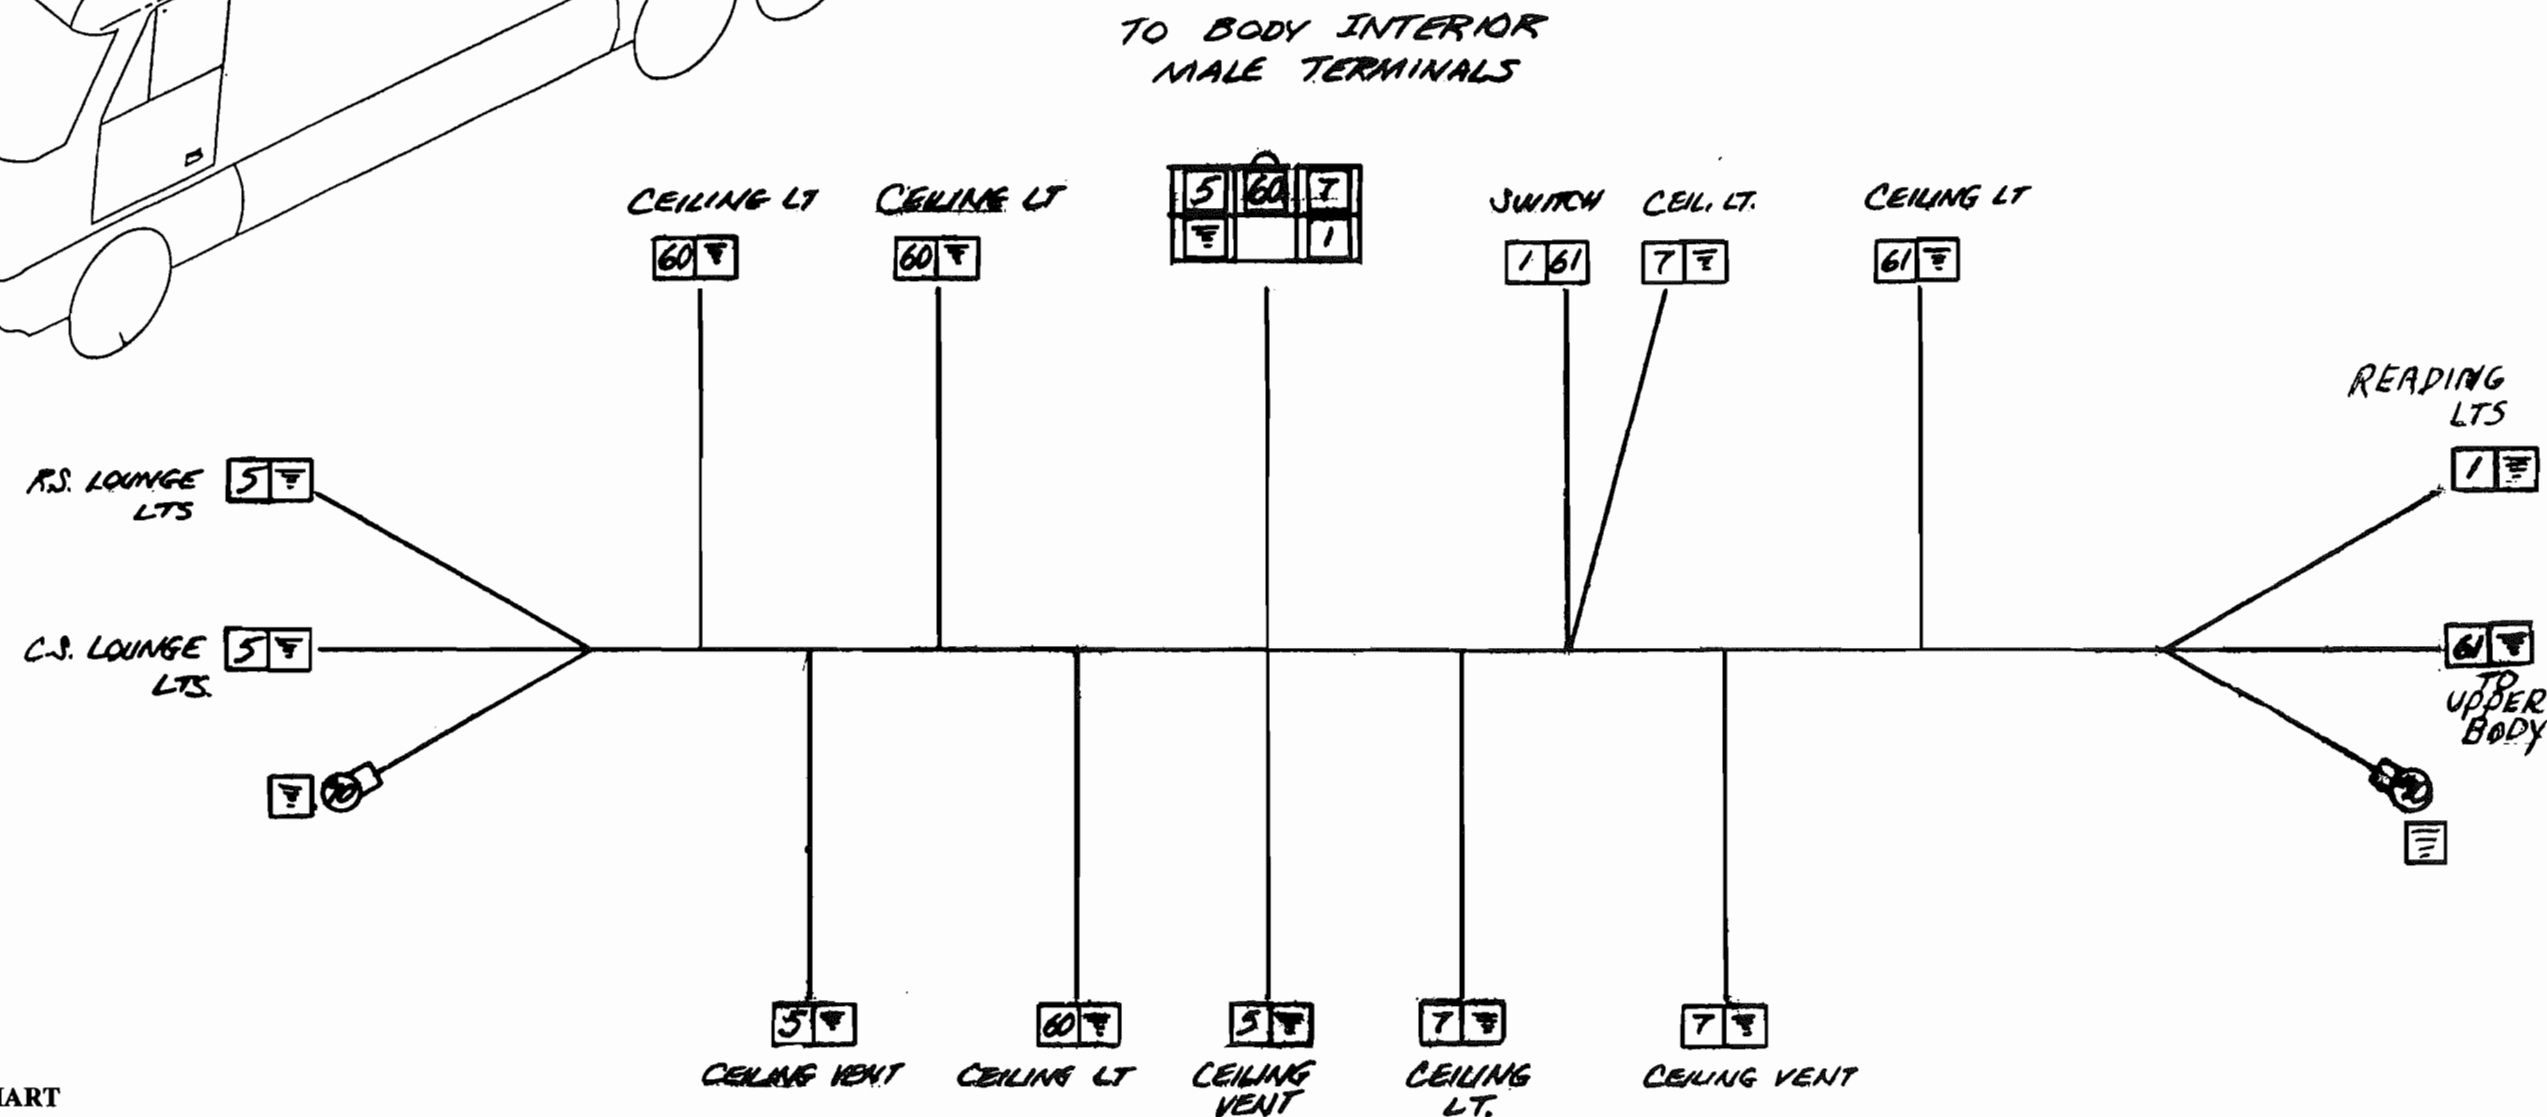 TO BODY INTERIOR
MALE TERMINALS
CEILING LT
CEILING LT
SWITCH
CEIL. LT.
CEILING LT
5 60 7
1
60
60
1 61
7
61
READING
LTS
1
R.S. LOUNGE
LTS
5
C.S. LOUNGE
LTS.
5
61
TO
UPPER
BODY
5
60
5
7
7
CEILING VENT
CEILING LT
CEILING
VENT
CEILING
LT.
CEILING VENT